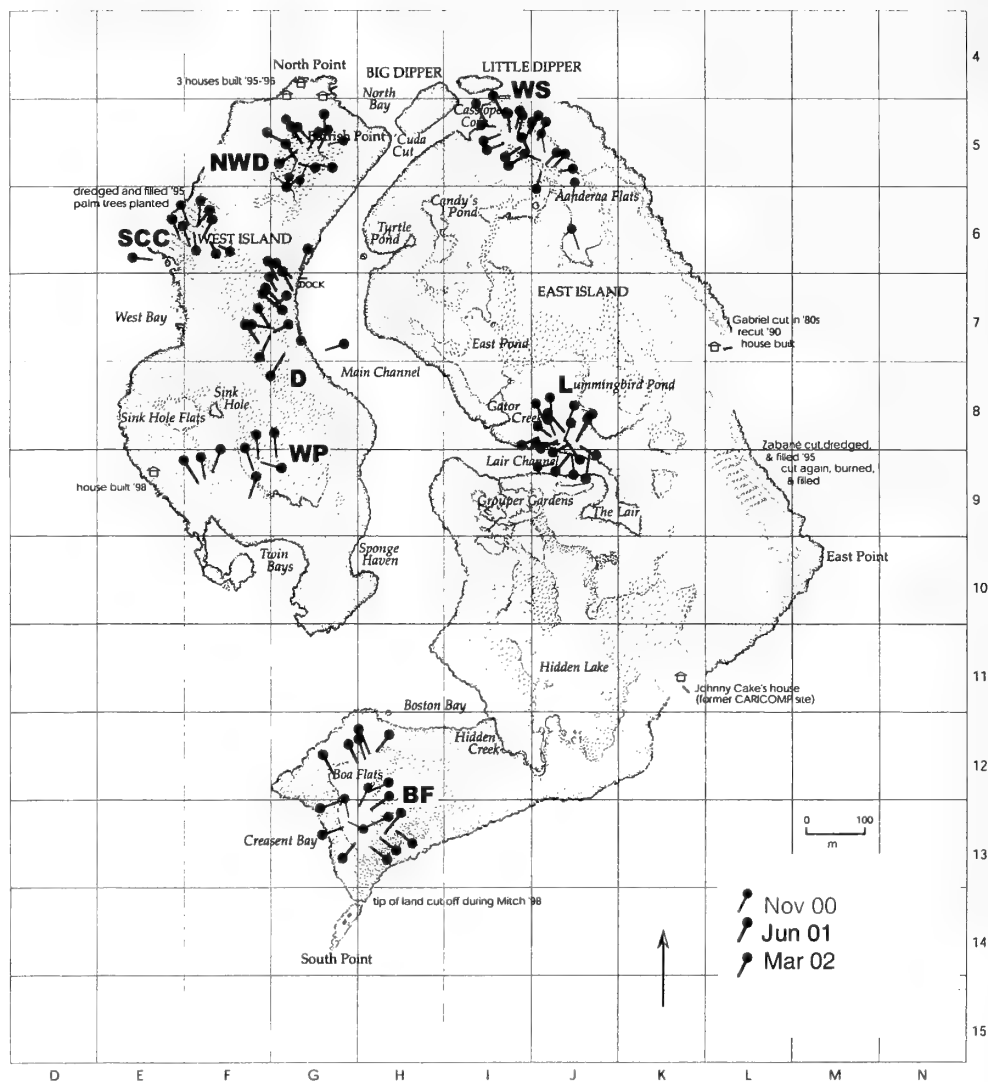 4
North Point
3 houses built '95-'96
BIG DIPPER
LITTLE DIPPER
North
Bay
WS
Cuda
Cut
5
NWD
dredged and filled '95
palm trees planted
Candy's
Pond
Aanderaa Flats
SCC
WEST ISLAND
Turtle
Pond
6
DOCK
EAST ISLAND
West Bay
Gabriel cut in '80s
recut '90
house built
East Pond
7
Main Channel
D
L
Sink
Hole
Sink Hole Flats
Gator
Creek
8
WP
Zabane cut,dredged,
& filled '95
cut again, burned,
& filled
Lair Channel
house built '98
Grouper Gardens
The Lair
9
Twin
Bays
Sponge
Haven
East Point
10
Hidden Lake
11
Johnny Cake's house
(former CARICOMP site)
Boston Bay
Hidden
Creek
12
Boa Flats
BF
0 100
m
Creasent Bay
13
tip of land cut off during Mitch '98
Nov 00
Jun 01
Mar 02
14
South Point
15
D E F G H I J K L M N